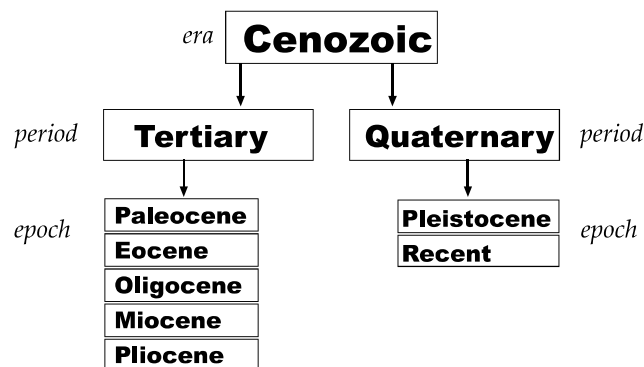 era Cenozoic
period Tertiary Quaternary period
epoch Paleocene Pleistocene epoch
Eocene Recent
Oligocene
Miocene
Pliocene